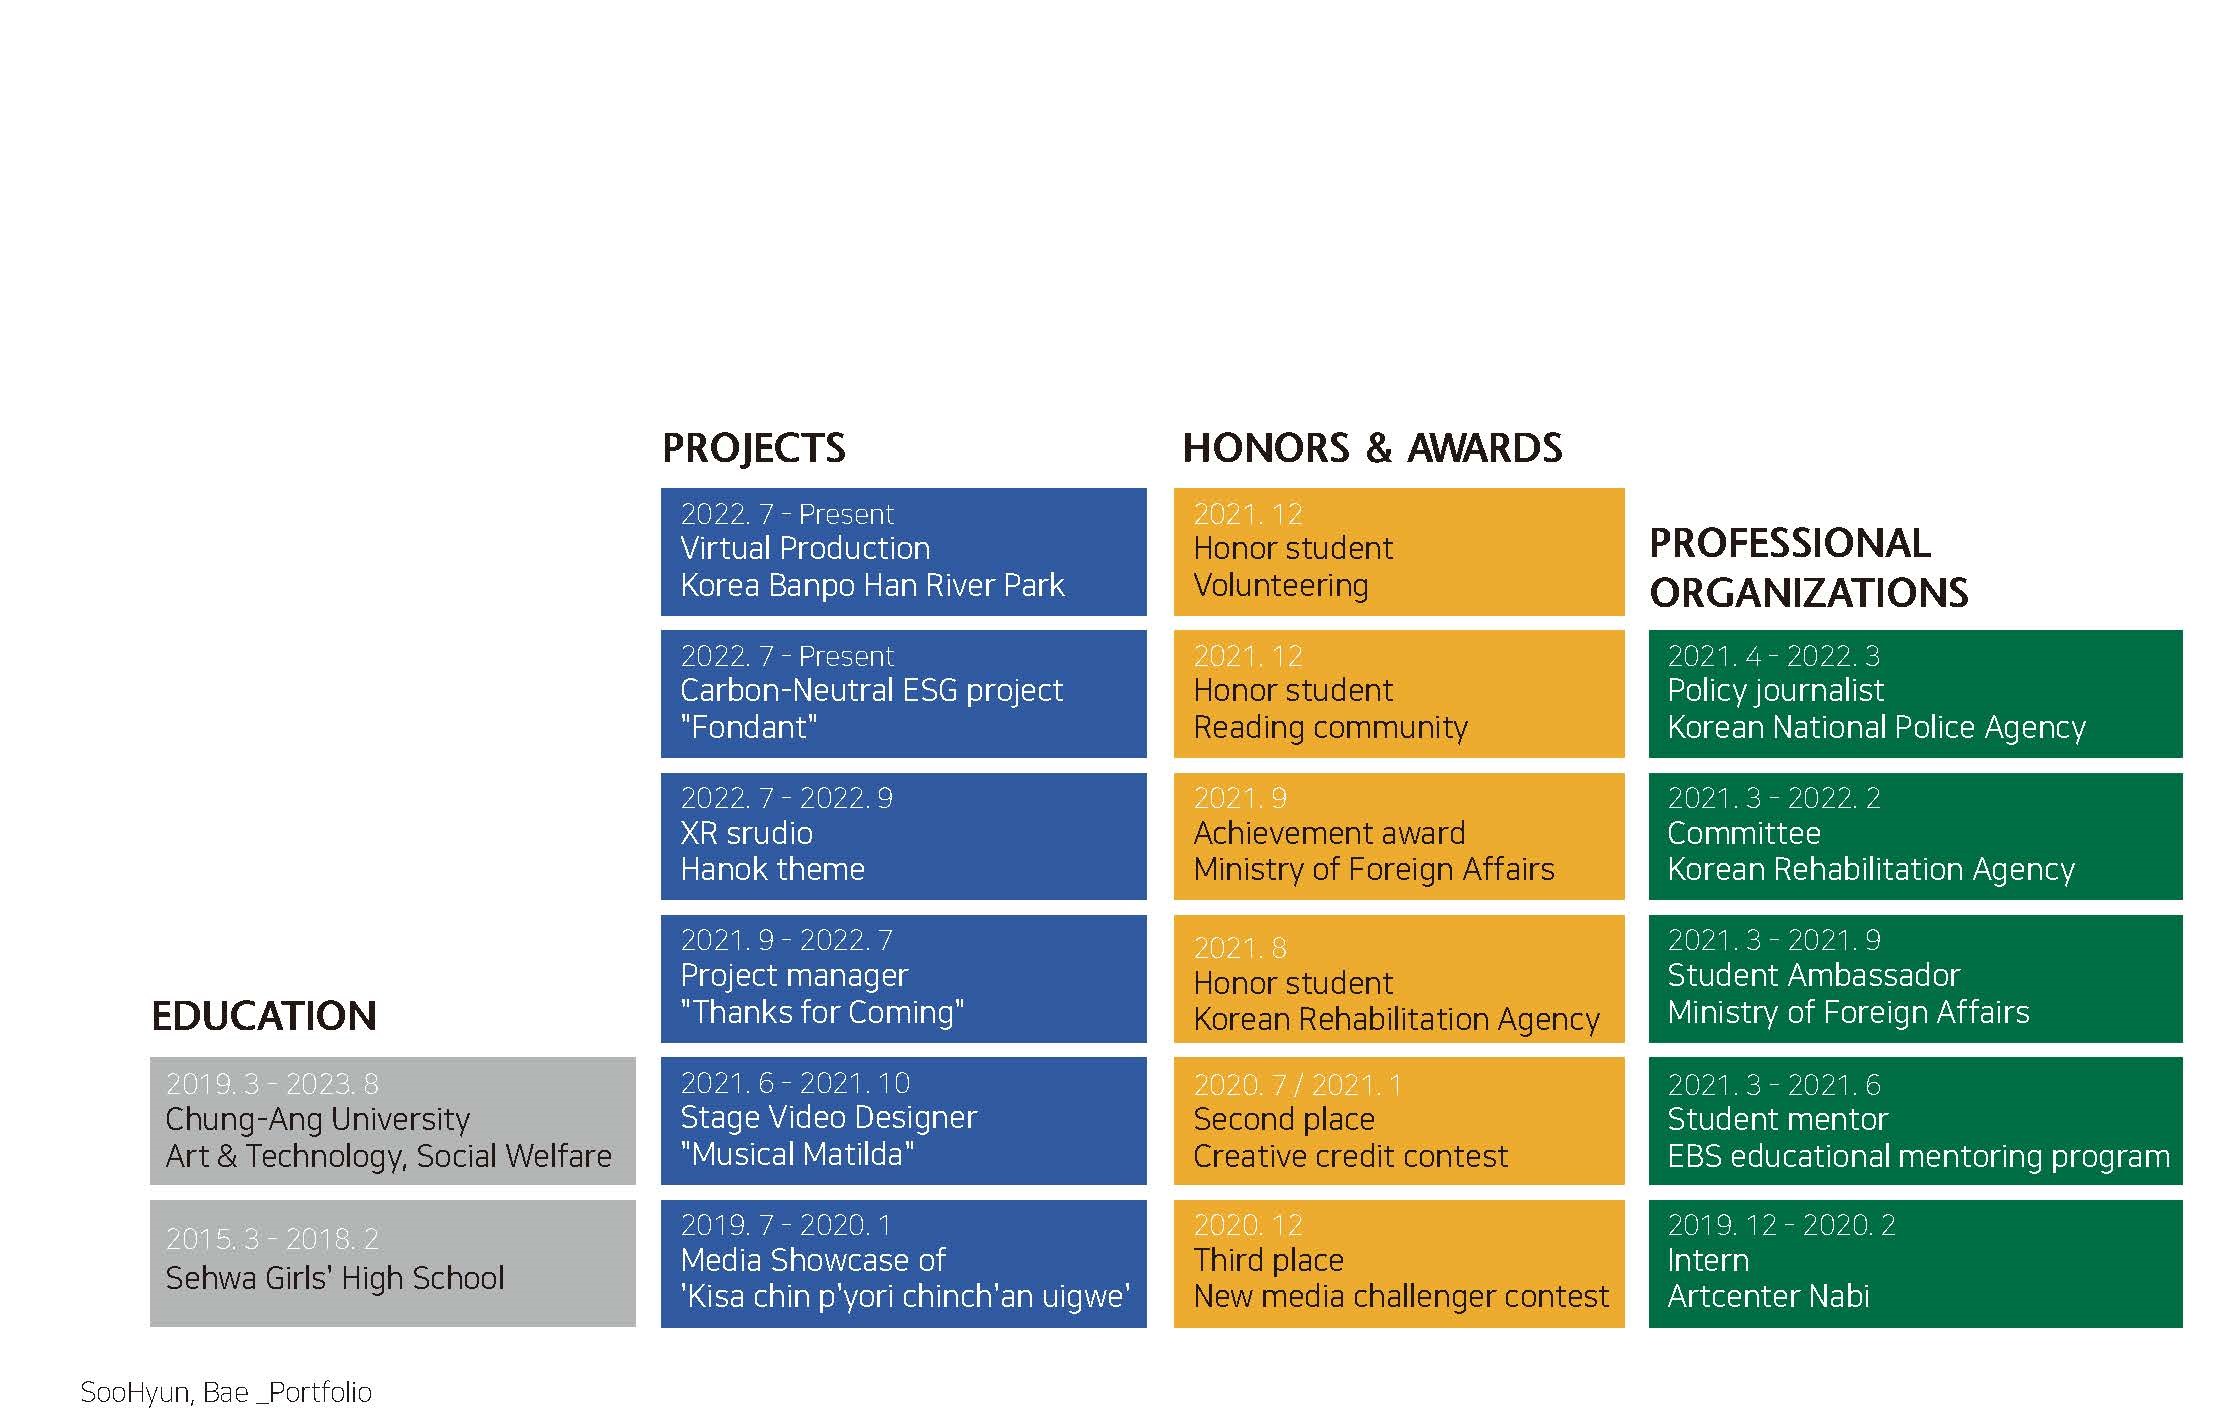 EDUCATION
2019. 3 - 2023. 8
Chung-Ang University
Art & Technology, Social Welfare
2015. 3 - 2018. 2
Sehwa Girls' High School
PROJECTS
2022. 7 - Present
Virtual Production
Korea Banpo Han River Park
2022. 7 - Present
Carbon-Neutral ESG project
"Fondant"
2022. 7 - 2022. 9
XR srudio
Hanok theme
2021. 9 - 2022. 7
Project manager
"Thanks for Coming"
2021. 6 - 2021. 10
Stage Video Designer
"Musical Matilda"
2019. 7 - 2020. 1
Media Showcase of
'Kisa chin p'yori chinch'an uigwe'
HONORS & AWARDS
2021. 12
Honor student
Volunteering
2021. 12
Honor student
Reading community
2021. 9
Achievement award
Ministry of Foreign Affairs
2021. 8
Honor student
Korean Rehabilitation Agency
2020. 7 / 2021. 1
Second place
Creative credit contest
2020. 12
Third place
New media challenger contest
PROFESSIONAL
ORGANIZATIONS
2021. 4 - 2022. 3
Policy journalist
Korean National Police Agency
2021. 3 - 2022. 2
Committee
Korean Rehabilitation Agency
2021. 3 - 2021. 9
Student Ambassador
Ministry of Foreign Affairs
2021. 3 - 2021. 6
Student mentor
EBS educational mentoring program
2019. 12 - 2020. 2
Intern
Artcenter Nabi
SooHyun, Bae _Portfolio